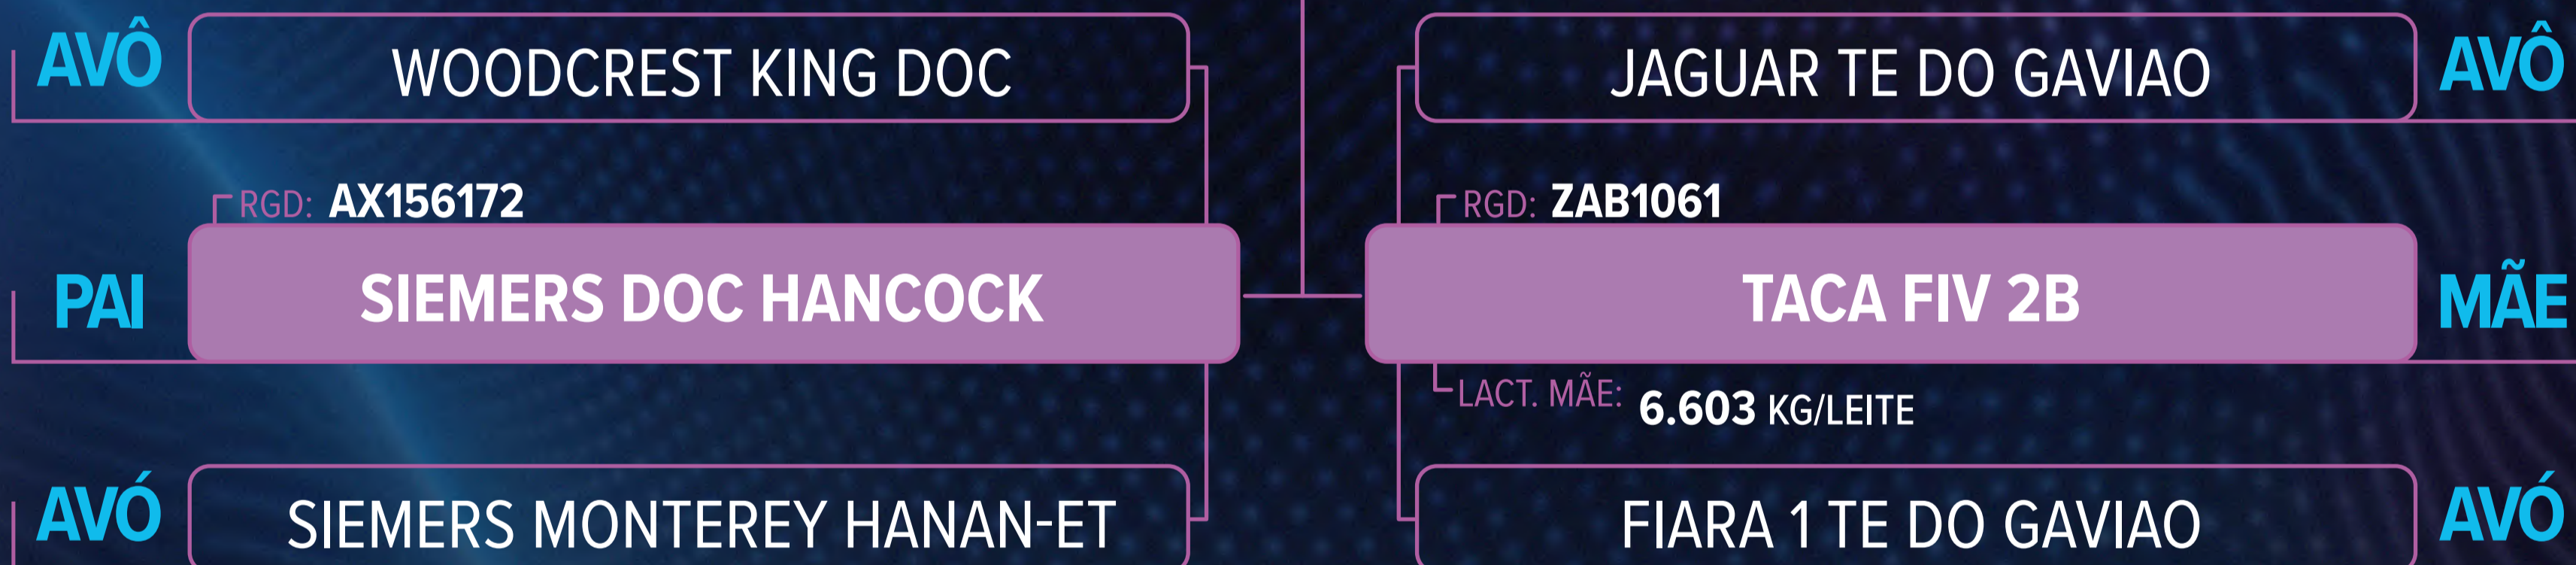 AVÔ WOODCREST KING DOC
JAGUAR TE DO GAVIAO AVÔ
RGD: AX156172
RGD: ZAB1061
PAI SIEMERS DOC HANCOCK
TACA FIV 2B MÃE
LACT. MÃE: 6.603 KG/LEITE
AVÓ SIEMERS MONTEREY HANAN-ET
FIARA 1 TE DO GAVIAO AVÓ